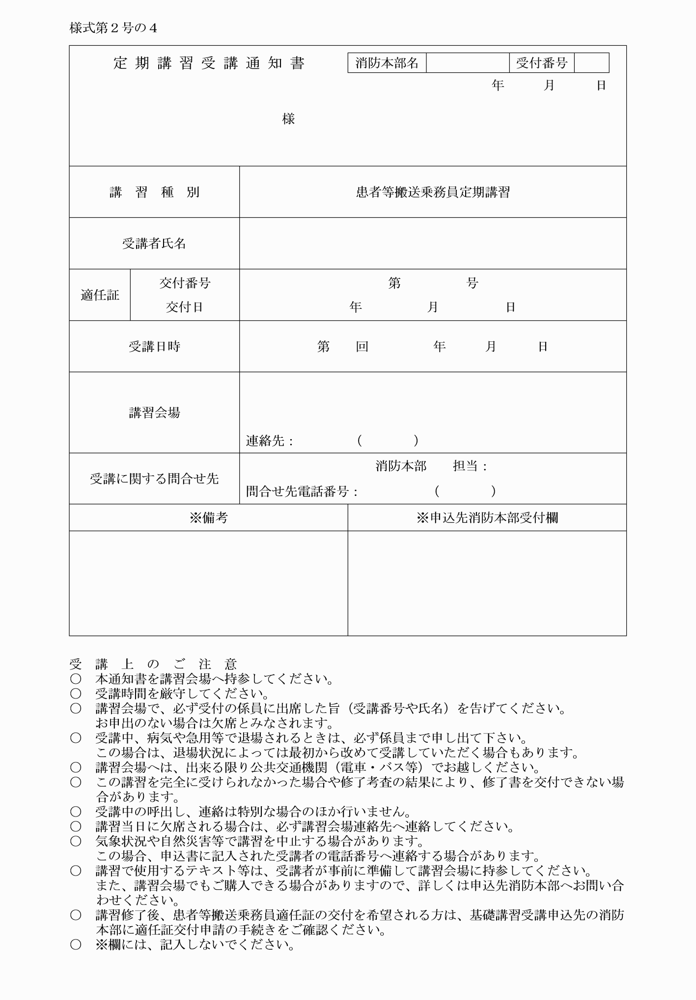 様式第２号の４
定期講習受講通知書
消防本部名
受付番号
年　　　月　　　日
様
講　習　種　別
患者等搬送乗務員定期講習
受講者氏名
適任証
交付番号
交付日
第　　　　　号
年　　　　　月　　　　　日
受講日時
第　　回　　　　　年　　　月　　　日
講習会場
連絡先：　　　　　（　　　　）
受講に関する問合せ先
消防本部　　担当：
問合せ先電話番号：　　　　　　（　　　　）
※備考
※申込先消防本部受付欄
受　講　上　の　ご　注　意
○　本通知書を講習会場へ持参してください。
○　受講時間を厳守してください。
○　講習会場で、必ず受付の係員に出席した旨（受講番号や氏名）を告げてください。
お申出のない場合は欠席とみなされます。
○　受講中、病気や急用等で退場されるときは、必ず係員まで申し出て下さい。
この場合は、退場状況によっては最初から改めて受講していただく場合もあります。
○　講習会場へは、出来る限り公共交通機関（電車・バス等）でお越しください。
○　この講習を完全に受けられなかった場合や修了考査の結果により、修了書を交付できない場
合があります。
○　受講中の呼出し、連絡は特別な場合のほか行いません。
○　講習当日に欠席される場合は、必ず講習会場連絡先へ連絡してください。
○　気象状況や自然災害等で講習を中止する場合があります。
この場合、申込書に記入された受講者の電話番号へ連絡する場合があります。
○　講習で使用するテキスト等は、受講者が事前に準備して講習会場に持参してください。
また、講習会場でもご購入できる場合がありますので、詳しくは申込先消防本部へお問い合
わせください。
○　講習修了後、患者等搬送乗務員適任証の交付を希望される方は、基礎講習受講申込先の消防
本部に適任証交付申請の手続きをご確認ください。
○　※欄には、記入しないでください。